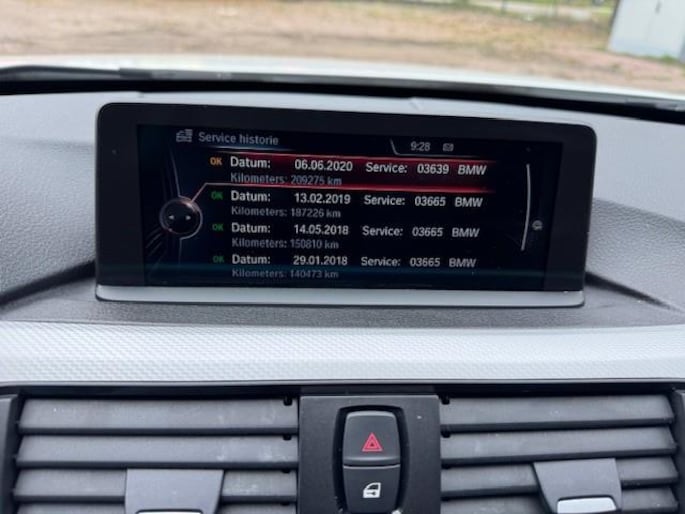 Service historie
9:28
OK Datum: 06.06.2020 Service: 03639 BMW
Kilometers: 209275 km
OK Datum: 13.02.2019 Service: 03665 BMW
Kilometers: 187226 km
OK Datum: 14.05.2018 Service: 03665 BMW
Kilometers: 150810 km
OK Datum: 29.01.2018 Service: 03665 BMW
Kilometers: 140473 km